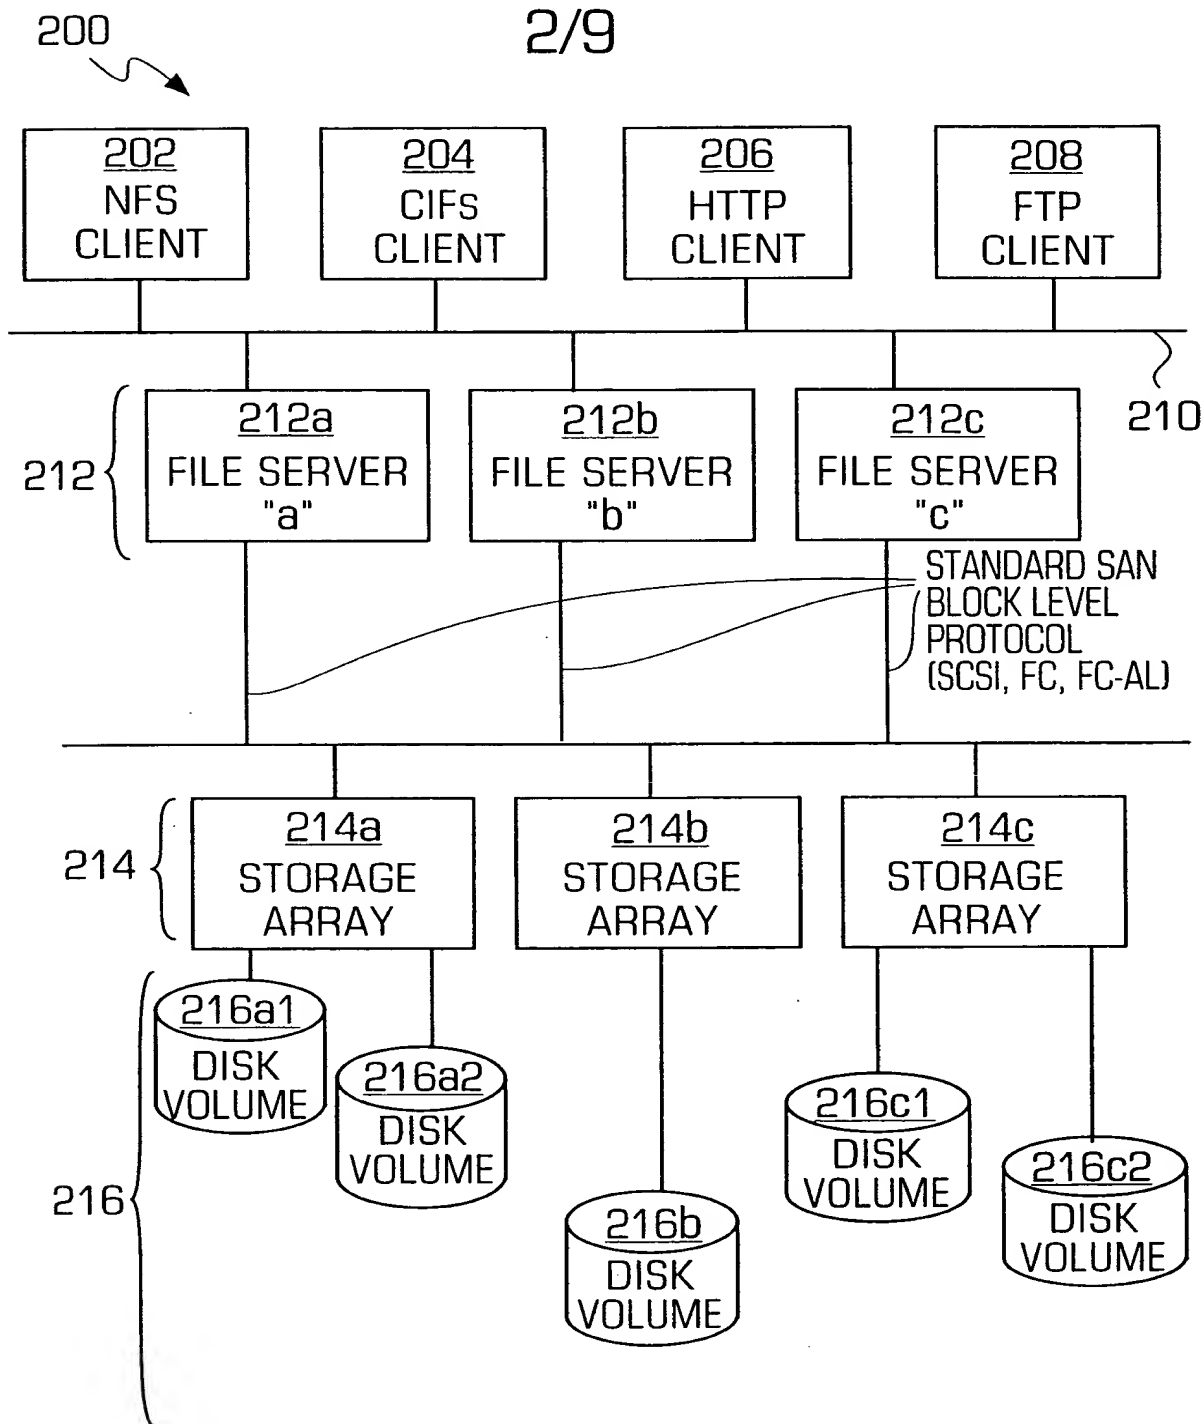 2/9
200
202
NFS
CLIENT
204
CIFs
CLIENT
206
HTTP
CLIENT
208
FTP
CLIENT
210
212
212a
FILE SERVER
"a"
212b
FILE SERVER
"b"
212c
FILE SERVER
"c"
STANDARD SAN
BLOCK LEVEL
PROTOCOL
(SCSI, FC, FC-AL)
214
214a
STORAGE
ARRAY
214b
STORAGE
ARRAY
214c
STORAGE
ARRAY
216
216a1
DISK
VOLUME
216a2
DISK
VOLUME
216b
DISK
VOLUME
216c1
DISK
VOLUME
216c2
DISK
VOLUME